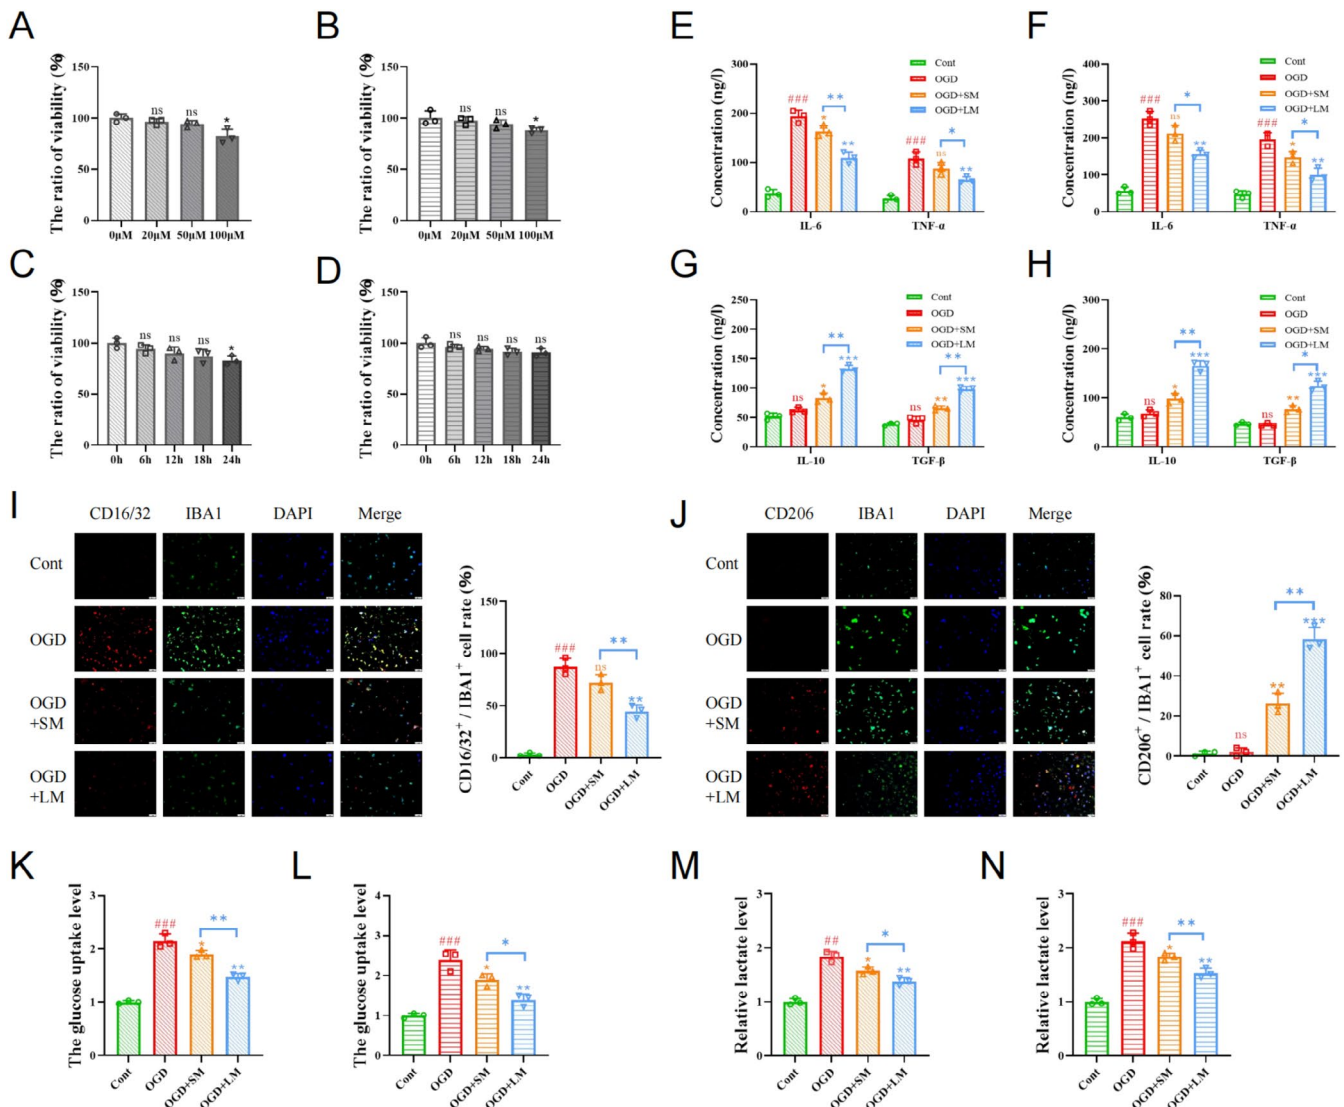 A
The ratio of viability (%)
150
100
50
0
ns
ns
*
0μM 20μM 50μM 100μM
B
The ratio of viability (%)
150
100
50
0
ns
ns
*
0μM 20μM 50μM 100μM
E
Concentration (ng/l)
300
200
100
0
Cont
OGD
OGD+SM
OGD+LM
###
*
**
**
###
ns
**
*
IL-6 TNF-α
F
Concentration (ng/l)
400
300
200
100
0
Cont
OGD
OGD+SM
OGD+LM
###
ns
**
*
###
*
**
*
IL-6 TNF-α
C
The ratio of viability (%)
150
100
50
0
ns
ns
ns
*
0h 6h 12h 18h 24h
D
The ratio of viability (%)
150
100
50
0
ns
ns
ns
ns
0h 6h 12h 18h 24h
G
Concentration (ng/l)
250
200
150
100
50
0
Cont
OGD
OGD+SM
OGD+LM
ns
*
***
**
ns
**
***
**
IL-10 TGF-β
H
Concentration (ng/l)
300
200
100
0
Cont
OGD
OGD+SM
OGD+LM
ns
*
***
**
ns
**
***
*
IL-10 TGF-β
I
CD16/32 IBA1 DAPI Merge
Cont
OGD
OGD
+SM
OGD
+LM
CD16/32+ / IBA1+ cell rate (%)
150
100
50
0
###
ns
**
**
Cont OGD OGD+SM OGD+LM
J
CD206 IBA1 DAPI Merge
Cont
OGD
OGD
+SM
OGD
+LM
CD206+ / IBA1+ cell rate (%)
80
60
40
20
0
ns
**
***
**
Cont OGD OGD+SM OGD+LM
K
The glucose uptake level
3
2
1
0
###
*
**
**
Cont OGD OGD+SM OGD+LM
L
The glucose uptake level
4
3
2
1
0
###
*
**
*
Cont OGD OGD+SM OGD+LM
M
Relative lactate level
3
2
1
0
##
*
**
*
Cont OGD OGD+SM OGD+LM
N
Relative lactate level
3
2
1
0
###
*
**
**
Cont OGD OGD+SM OGD+LM